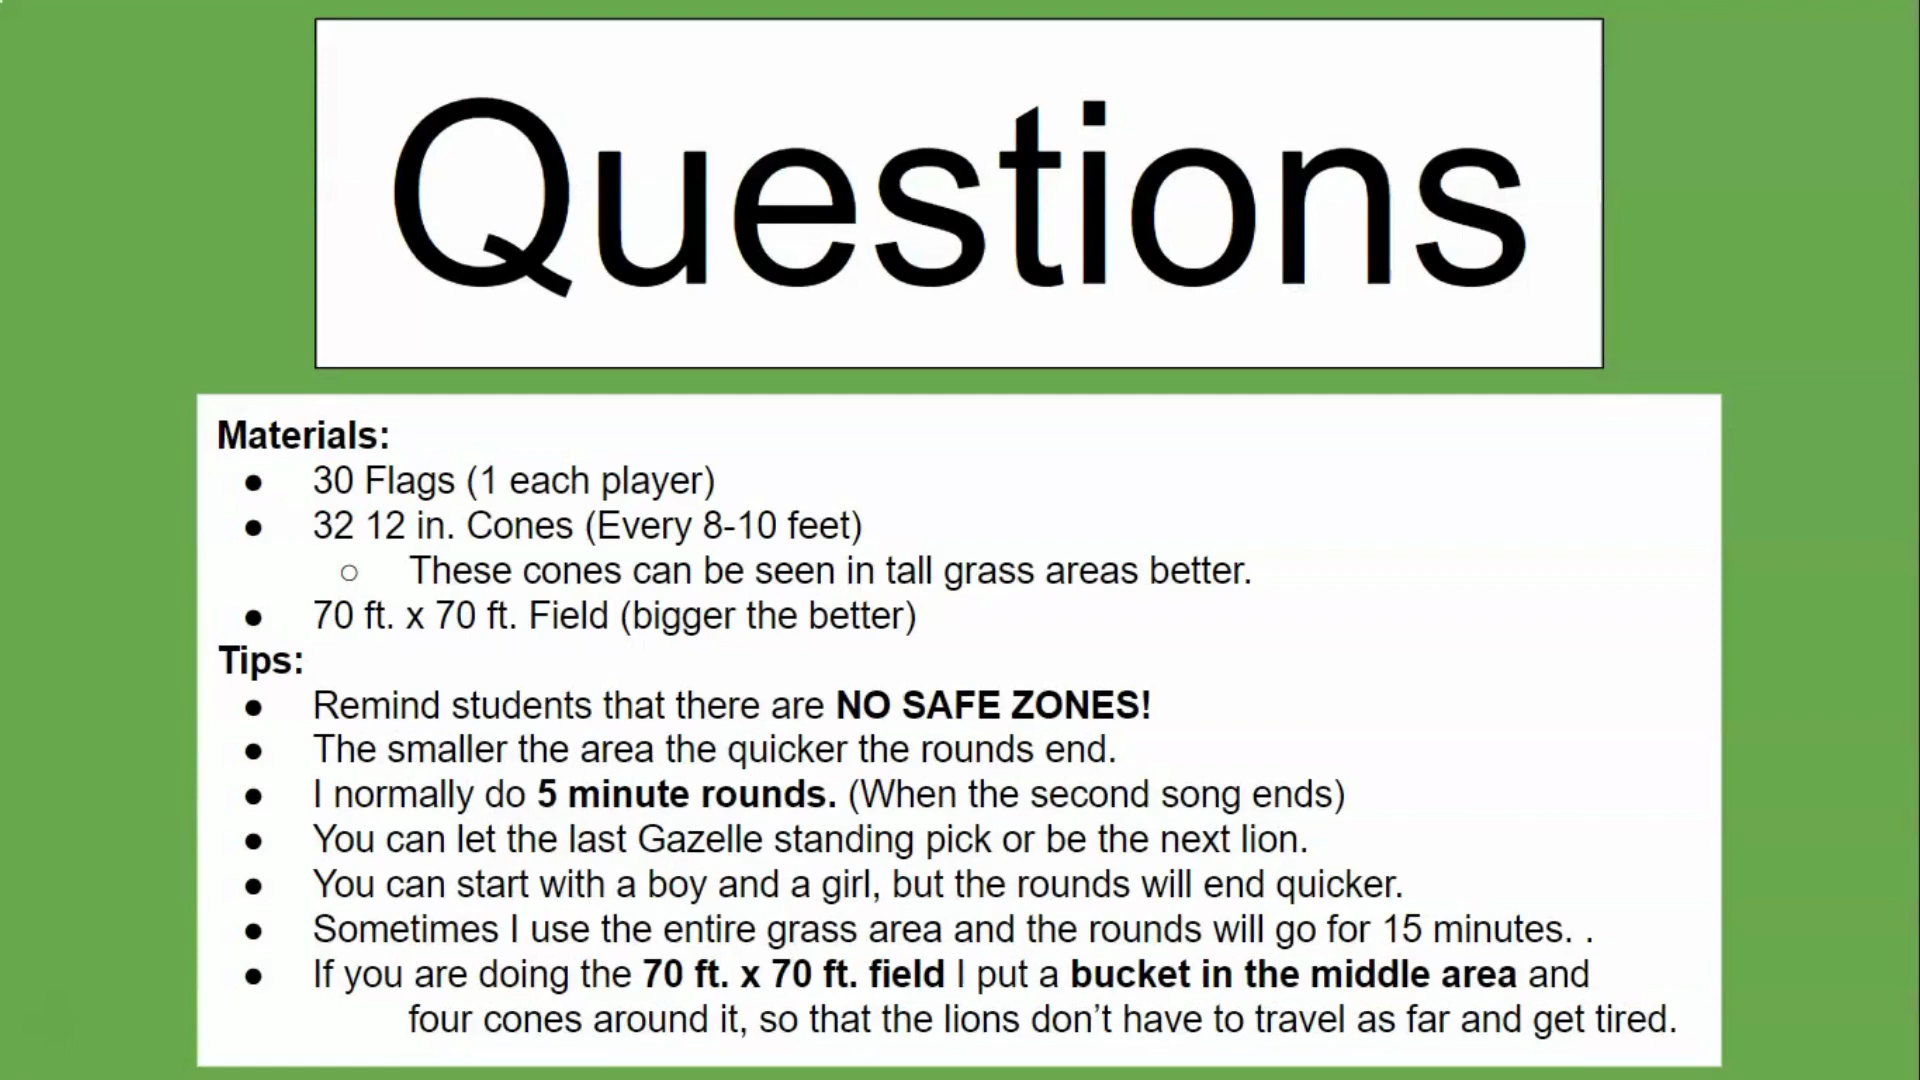 Questions
Materials:
● 30 Flags (1 each player)
● 32 12 in. Cones (Every 8-10 feet)
○ These cones can be seen in tall grass areas better.
● 70 ft. x 70 ft. Field (bigger the better)
Tips:
● Remind students that there are NO SAFE ZONES!
● The smaller the area the quicker the rounds end.
● I normally do 5 minute rounds. (When the second song ends)
● You can let the last Gazelle standing pick or be the next lion.
● You can start with a boy and a girl, but the rounds will end quicker.
● Sometimes I use the entire grass area and the rounds will go for 15 minutes. .
● If you are doing the 70 ft. x 70 ft. field I put a bucket in the middle area and
four cones around it, so that the lions don’t have to travel as far and get tired.